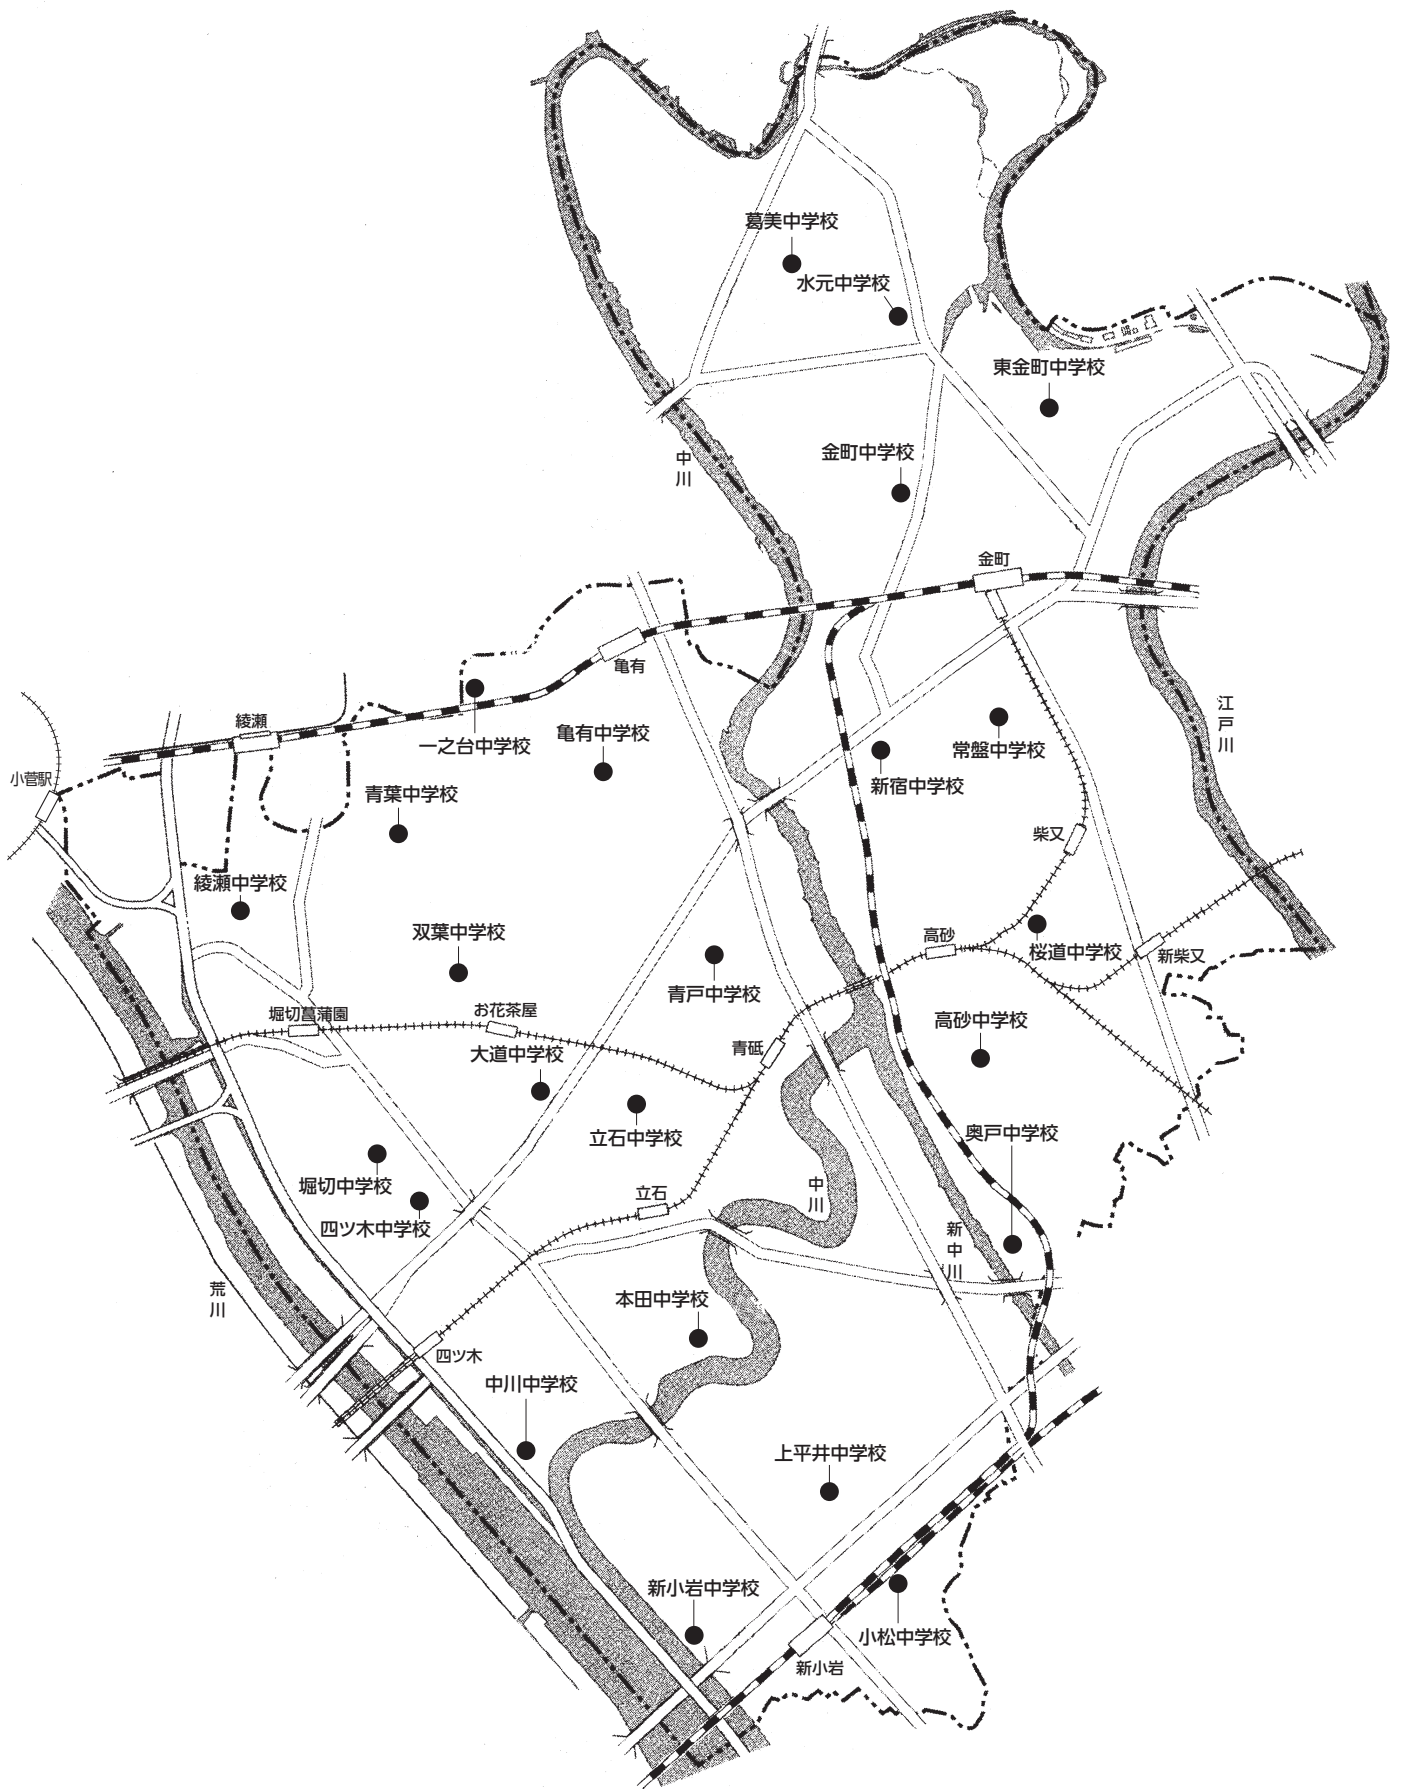 葛美中学校
水元中学校
東金町中学校
中川
金町中学校
金町
亀有
江戸川
綾瀬
一之台中学校
亀有中学校
常盤中学校
小菅駅
新宿中学校
青葉中学校
柴又
綾瀬中学校
双葉中学校
高砂
桜道中学校
新柴又
青戸中学校
堀切菖蒲園
お花茶屋
高砂中学校
青砥
大道中学校
立石中学校
奥戸中学校
堀切中学校
立石
中川
四ツ木中学校
新中川
荒川
本田中学校
四ツ木
中川中学校
上平井中学校
新小岩中学校
小松中学校
新小岩